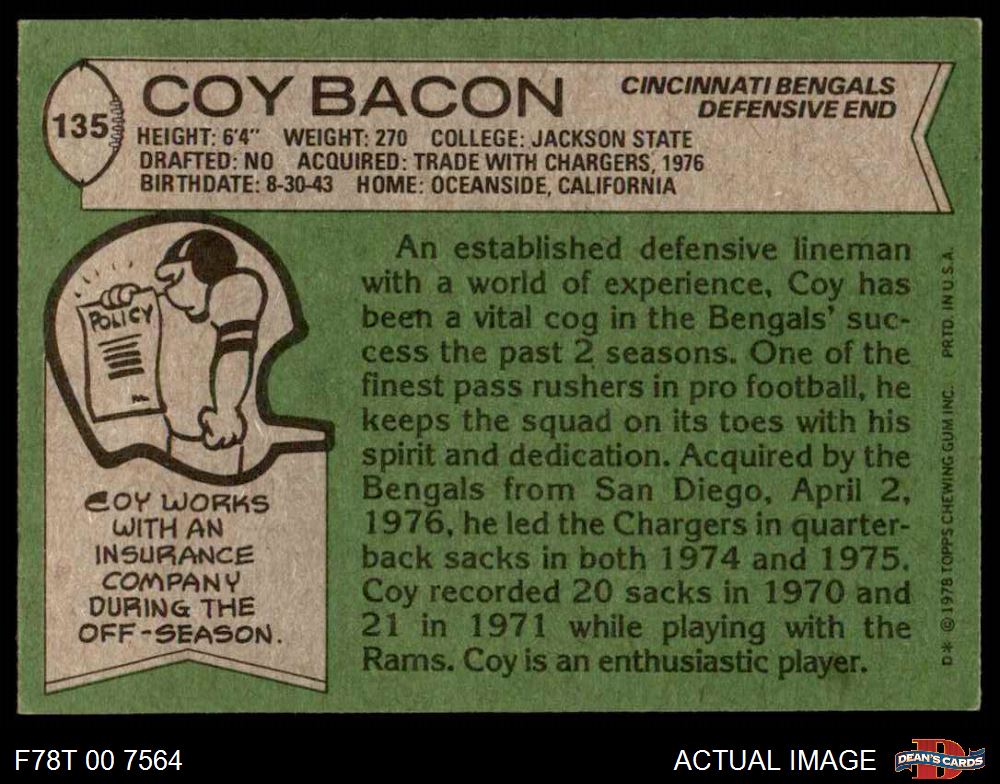 135
COY BACON
CINCINNATI BENGALS
DEFENSIVE END
HEIGHT: 6'4" WEIGHT: 270 COLLEGE: JACKSON STATE
DRAFTED: NO ACQUIRED: TRADE WITH CHARGERS, 1976
BIRTHDATE: 8-30-43 HOME: OCEANSIDE, CALIFORNIA
POLICY
COY WORKS
WITH AN
INSURANCE
COMPANY
DURING THE
OFF-SEASON.
An established defensive lineman
with a world of experience, Coy has
been a vital cog in the Bengals' suc-
cess the past 2 seasons. One of the
finest pass rushers in pro football, he
keeps the squad on its toes with his
spirit and dedication. Acquired by the
Bengals from San Diego, April 2,
1976, he led the Chargers in quarter-
back sacks in both 1974 and 1975.
Coy recorded 20 sacks in 1970 and
21 in 1971 while playing with the
Rams. Coy is an enthusiastic player.
D* © 1978 TOPPS CHEWING GUM INC. PRTD. IN U.S.A.
F78T 00 7564
ACTUAL IMAGE
D
DEAN'S CARDS